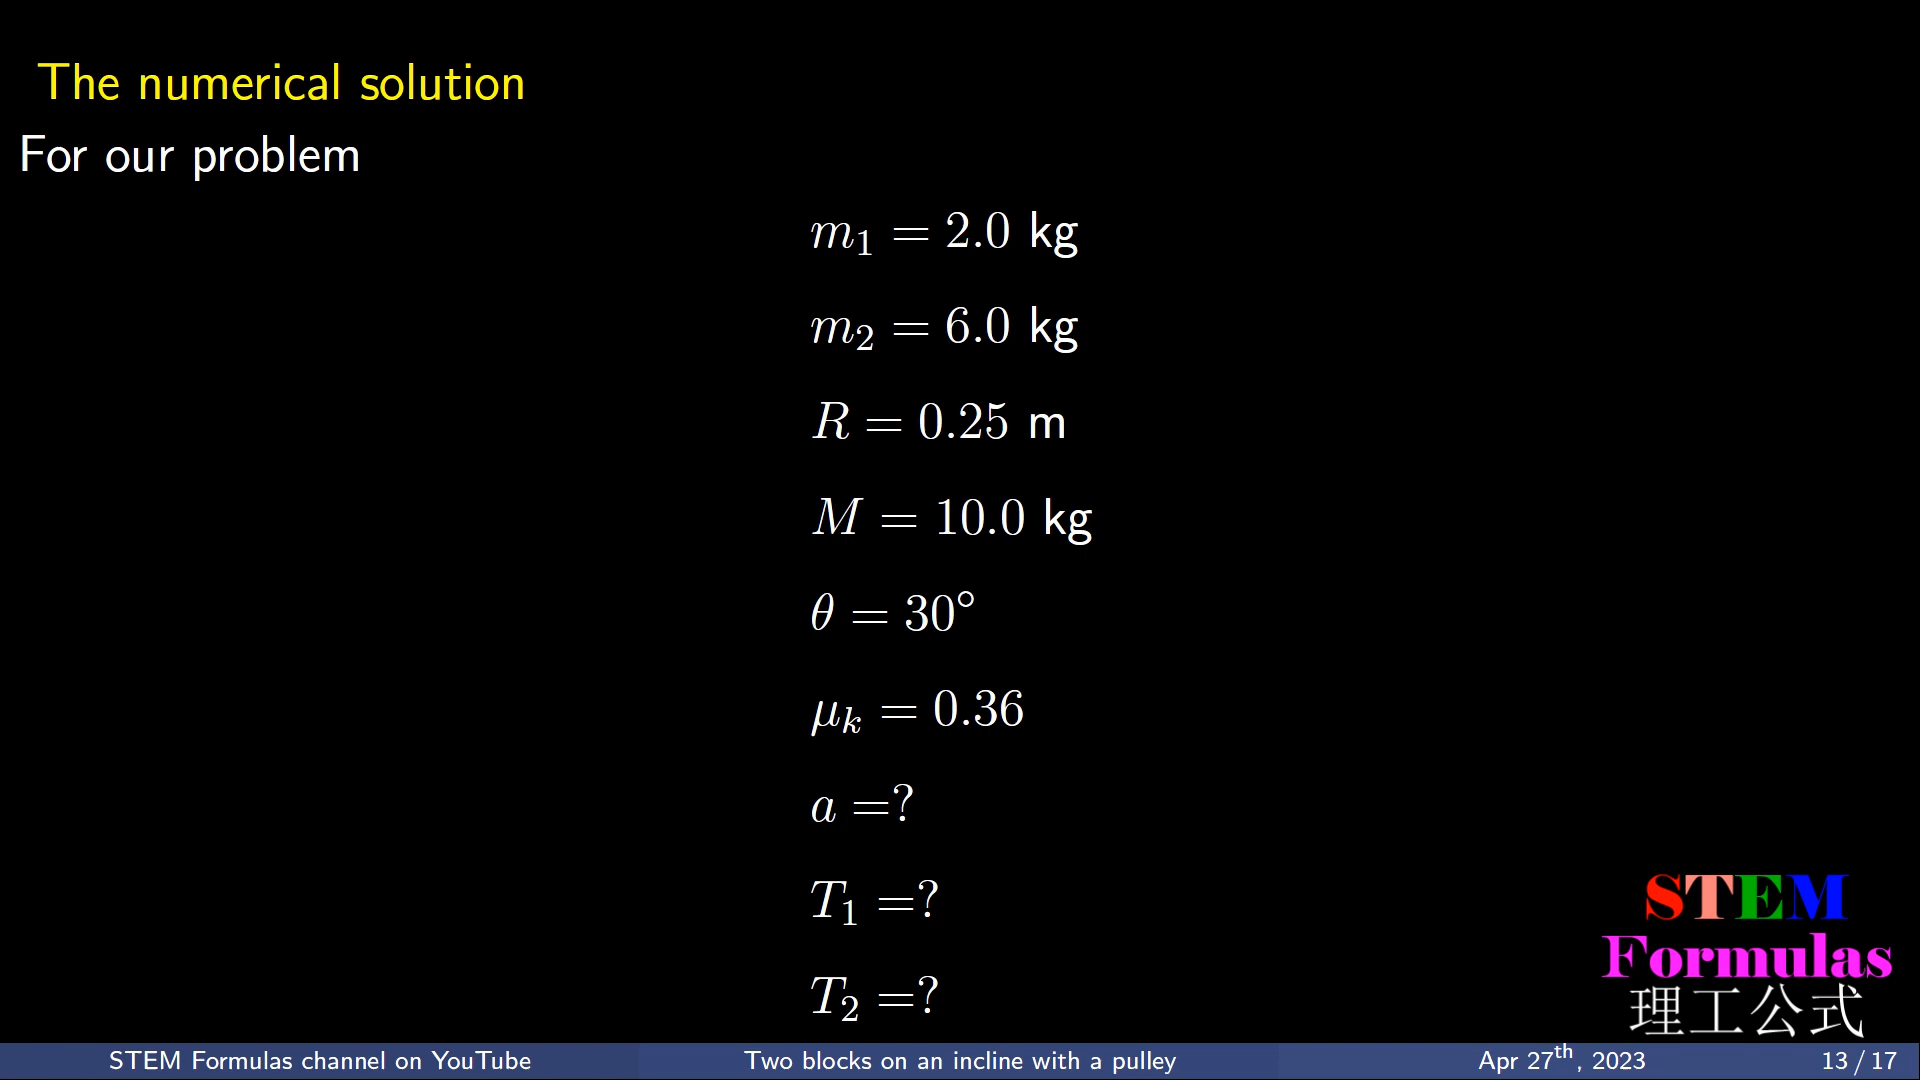 The numerical solution
For our problem
m₁ = 2.0 kg
m₂ = 6.0 kg
R = 0.25 m
M = 10.0 kg
θ = 30°
μₖ = 0.36
a =?
T₁ =?
T₂ =?
STEM
Formulas
理工公式
STEM Formulas channel on YouTube Two blocks on an incline with a pulley Apr 27th, 2023 13 / 17